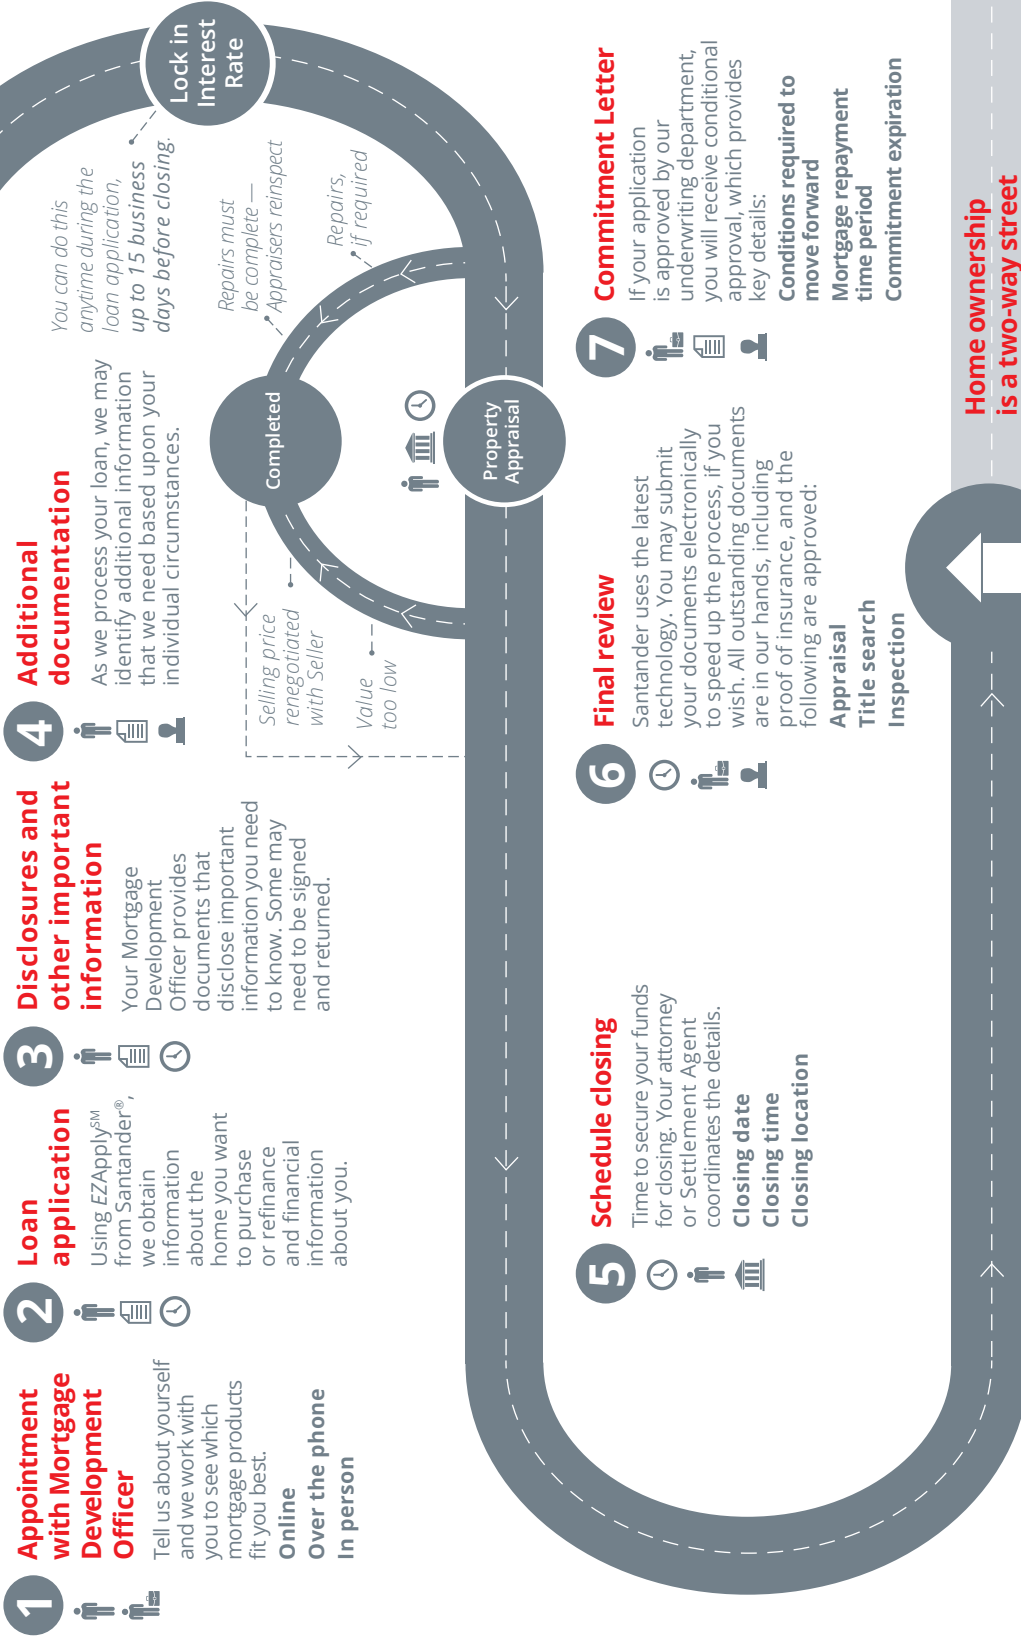 1
Appointment
with Mortgage
Development
Officer
Tell us about yourself
and we work with
you to see which
mortgage products
fit you best.
Online
Over the phone
In person
2
Loan
application
Using EZApply℠
from Santander®,
we obtain
information
about the
home you want
to purchase
or refinance
and financial
information
about you.
3
Disclosures and
other important
information
Your Mortgage
Development
Officer provides
documents that
disclose important
information you need
to know. Some may
need to be signed
and returned.
4
Additional
documentation
As we process your loan, we may
identify additional information
that we need based upon your
individual circumstances.
You can do this
anytime during the
loan application,
up to 15 business
days before closing.
Lock in
Interest
Rate
Selling price
renegotiated
with Seller
Value
too low
Completed
Repairs must
be complete —
Appraisers reinspect
Repairs,
if required
Property
Appraisal
5
Schedule closing
Time to secure your funds
for closing. Your attorney
or Settlement Agent
coordinates the details.
Closing date
Closing time
Closing location
6
Final review
Santander uses the latest
technology. You may submit
your documents electronically
to speed up the process, if you
wish. All outstanding documents
are in our hands, including
proof of insurance, and the
following are approved:
Appraisal
Title search
Inspection
7
Commitment Letter
If your application
is approved by our
underwriting department,
you will receive conditional
approval, which provides
key details:
Conditions required to
move forward
Mortgage repayment
time period
Commitment expiration
Home ownership
is a two-way street